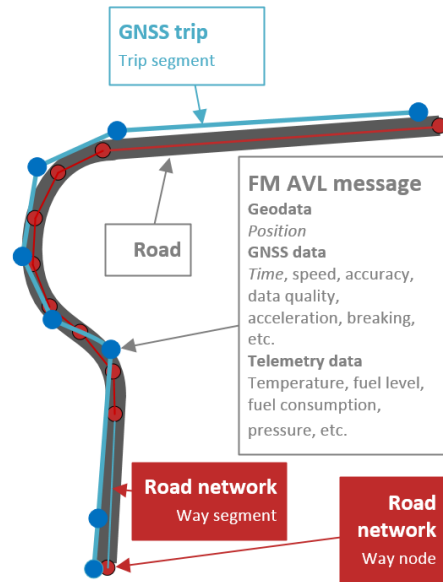 GNSS trip
Trip segment
Road
FM AVL message
Geodata
Position
GNSS data
Time, speed, accuracy,
data quality,
acceleration, breaking,
etc.
Telemetry data
Temperature, fuel level,
fuel consumption,
pressure, etc.
Road network
Way segment
Road
network
Way node